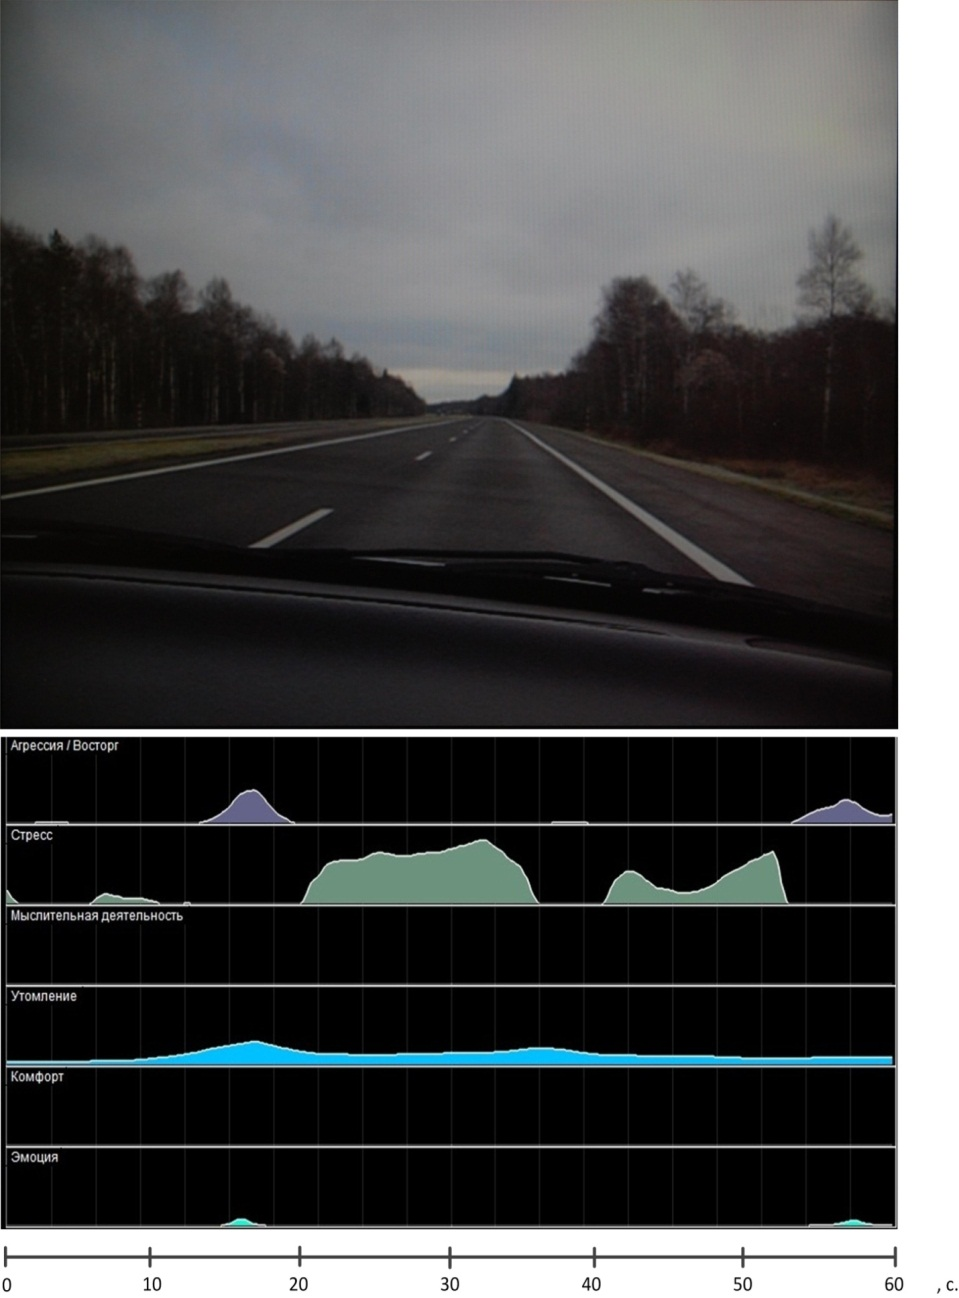 Агрессия / Восторг
Стресс
Мыслительная деятельность
Утомление
Комфорт
Эмоция
0 10 20 30 40 50 60 , с.